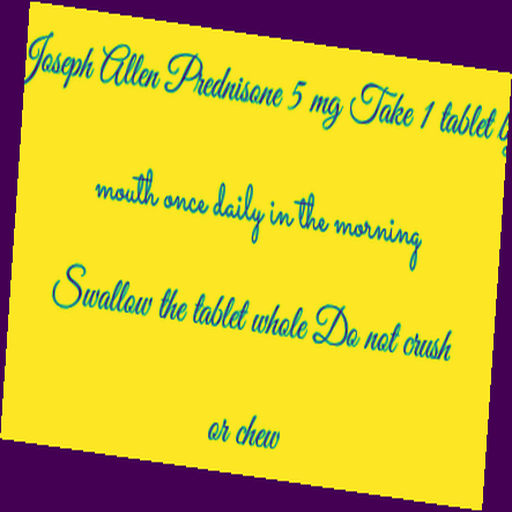 Joseph Allen Prednisone 5 mg Take 1 tablet
mouth once daily in the morning
Swallow the tablet whole Do not crush
or chew